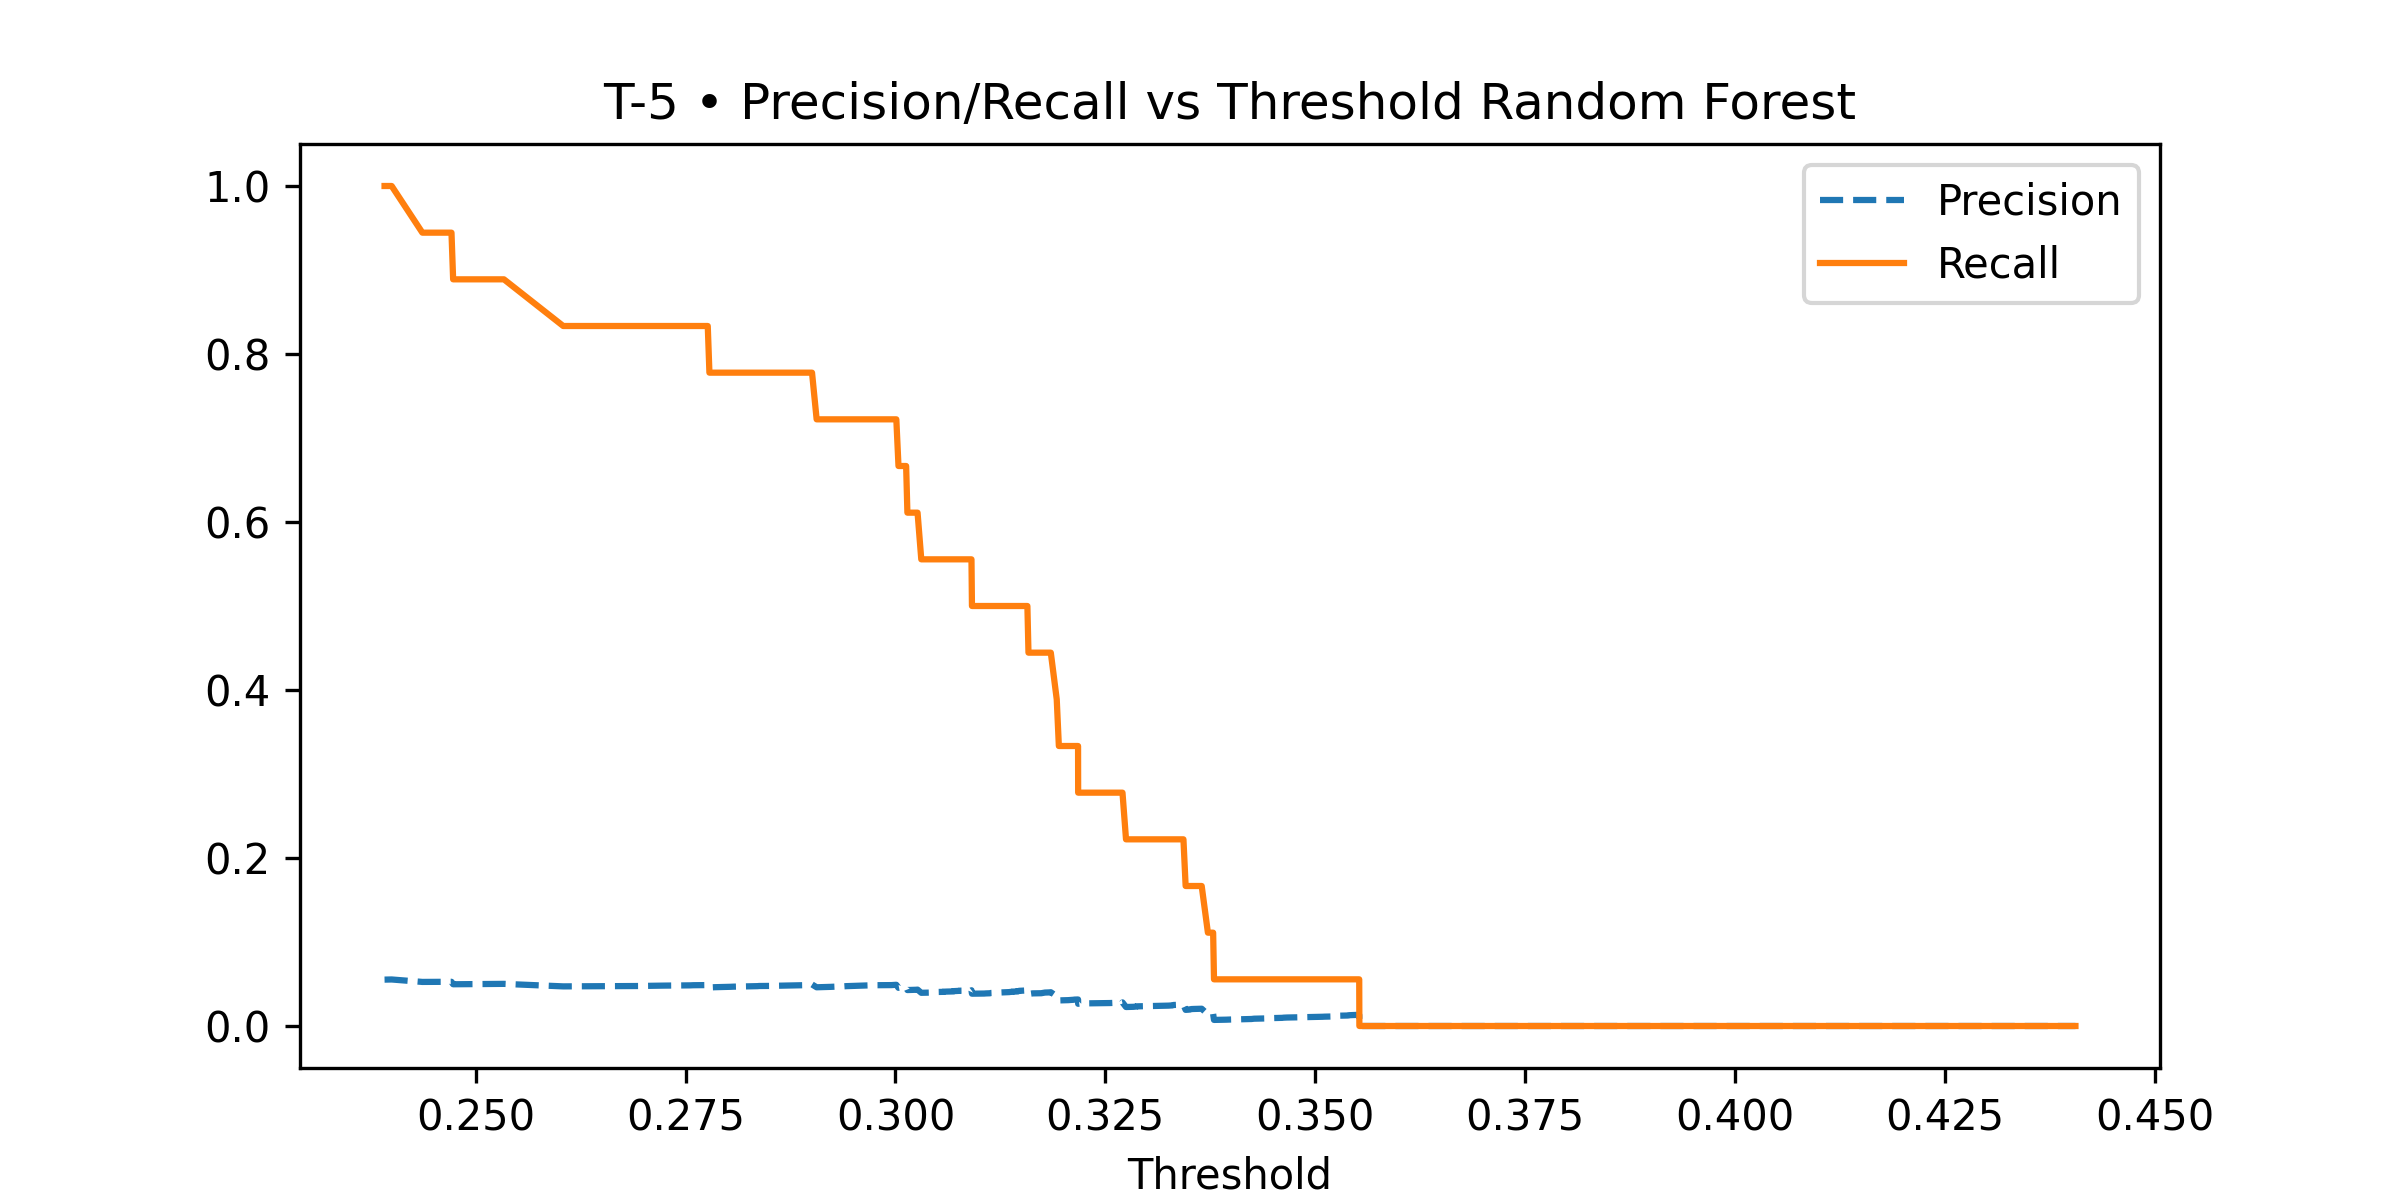 T-5 • Precision/Recall vs Threshold Random Forest
Precision
Recall
1.0
0.8
0.6
0.4
0.2
0.0
0.250 0.275 0.300 0.325 0.350 0.375 0.400 0.425 0.450
Threshold